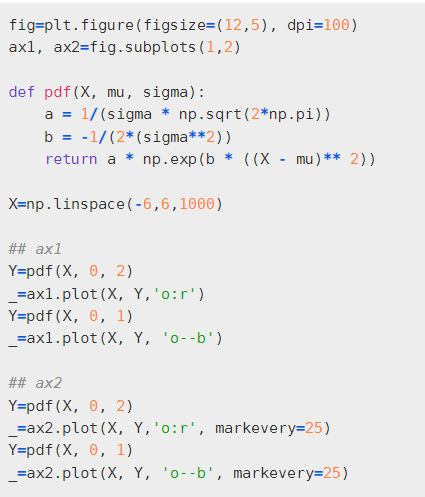 fig=plt.figure(figsize=(12,5), dpi=100)
ax1, ax2=fig.subplots(1,2)
def pdf(X, mu, sigma):
    a = 1/(sigma * np.sqrt(2*np.pi))
    b = -1/(2*(sigma**2))
    return a * np.exp(b * ((X - mu)** 2))
X=np.linspace(-6,6,1000)
## ax1
Y=pdf(X, 0, 2)
_=ax1.plot(X, Y,'o:r')
Y=pdf(X, 0, 1)
_=ax1.plot(X, Y, 'o--b')
## ax2
Y=pdf(X, 0, 2)
_=ax2.plot(X, Y,'o:r', markevery=25)
Y=pdf(X, 0, 1)
_=ax2.plot(X, Y, 'o--b', markevery=25)